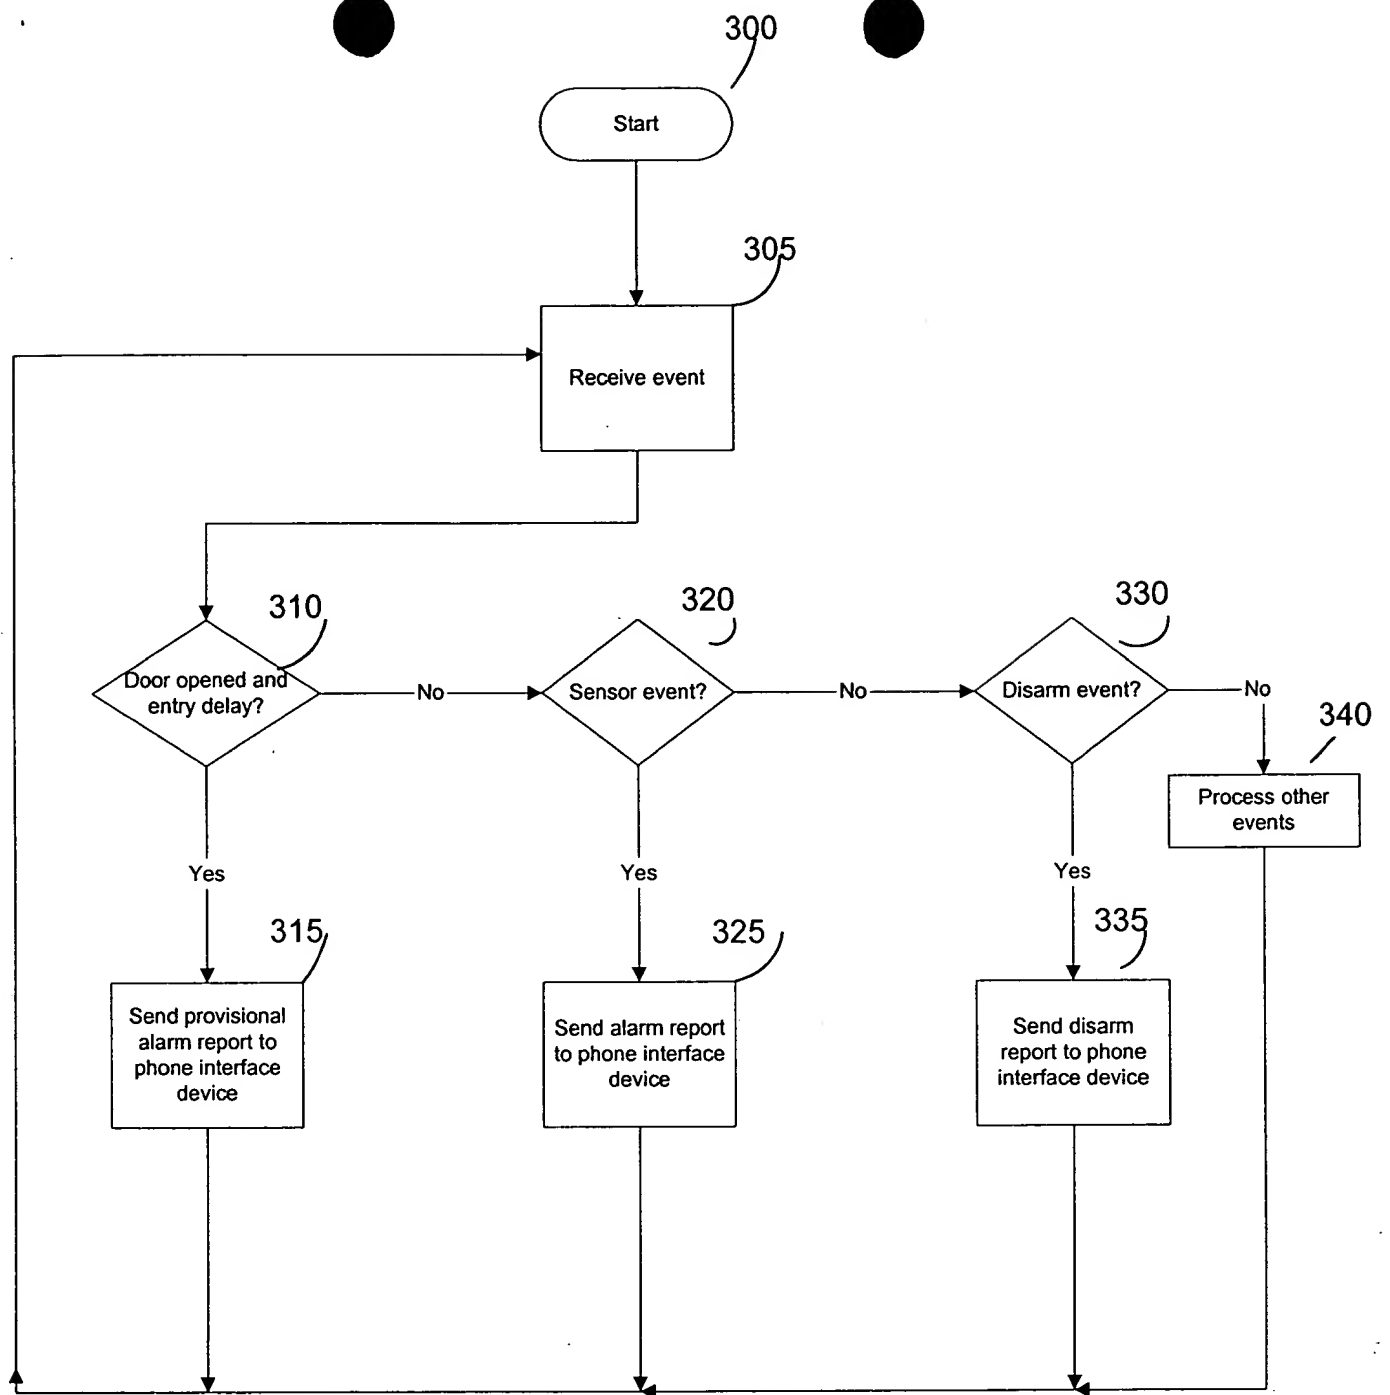 300
Start
305
Receive event
310
320
330
Door opened and
entry delay?
No
Sensor event?
No
Disarm event?
No
340
Process other
events
Yes
Yes
Yes
315
325
335
Send provisional
alarm report to
phone interface
device
Send alarm report
to phone interface
device
Send disarm
report to phone
interface device